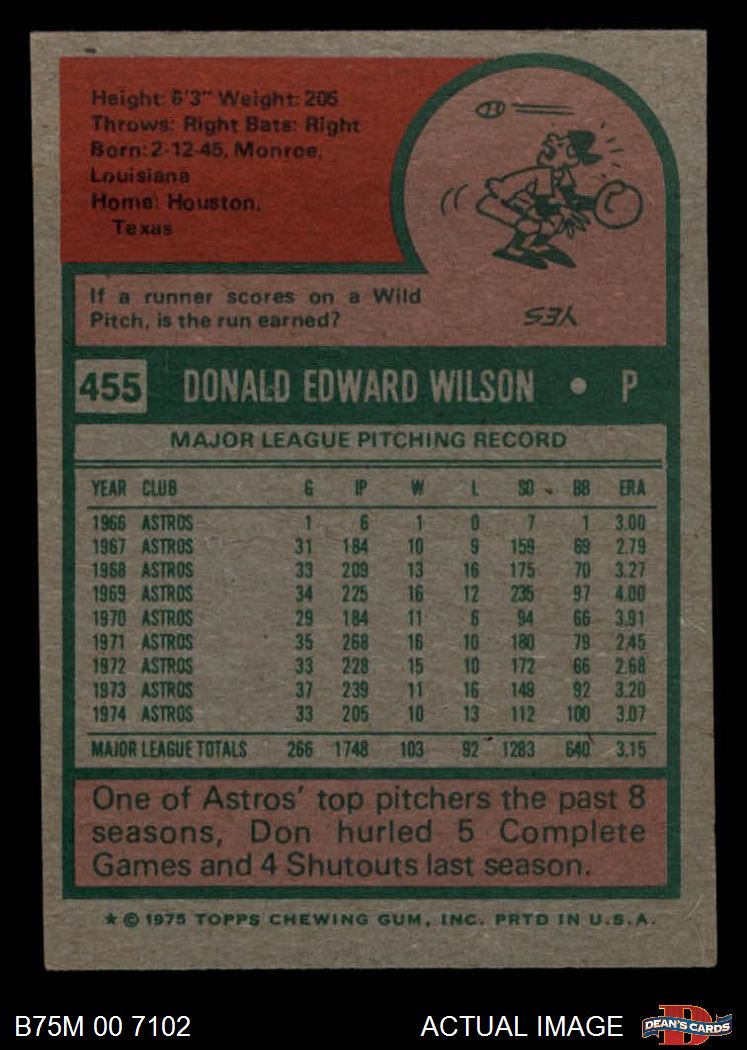 Height: 6'3" Weight: 205
Throws: Right Bats: Right
Born: 2-12-45, Monroe,
Louisiana
Home: Houston,
Texas
If a runner scores on a Wild
Pitch, is the run earned?
YES
455 DONALD EDWARD WILSON • P
MAJOR LEAGUE PITCHING RECORD
YEAR CLUB G IP W L SO BB ERA
1966 ASTROS 1 6 1 0 7 1 3.00
1967 ASTROS 31 184 10 9 159 69 2.79
1968 ASTROS 33 209 13 16 175 70 3.27
1969 ASTROS 34 225 16 12 235 97 4.00
1970 ASTROS 29 184 11 6 94 66 3.91
1971 ASTROS 35 268 16 10 180 79 2.45
1972 ASTROS 33 228 15 10 172 66 2.68
1973 ASTROS 37 239 11 16 149 92 3.20
1974 ASTROS 33 205 10 13 112 100 3.07
MAJOR LEAGUE TOTALS 266 1748 103 92 1283 640 3.15
One of Astros' top pitchers the past 8
seasons, Don hurled 5 Complete
Games and 4 Shutouts last season.
★ © 1975 TOPPS CHEWING GUM, INC. PRTD IN U.S.A.
B75M 00 7102 ACTUAL IMAGE DEAN'S CARDS